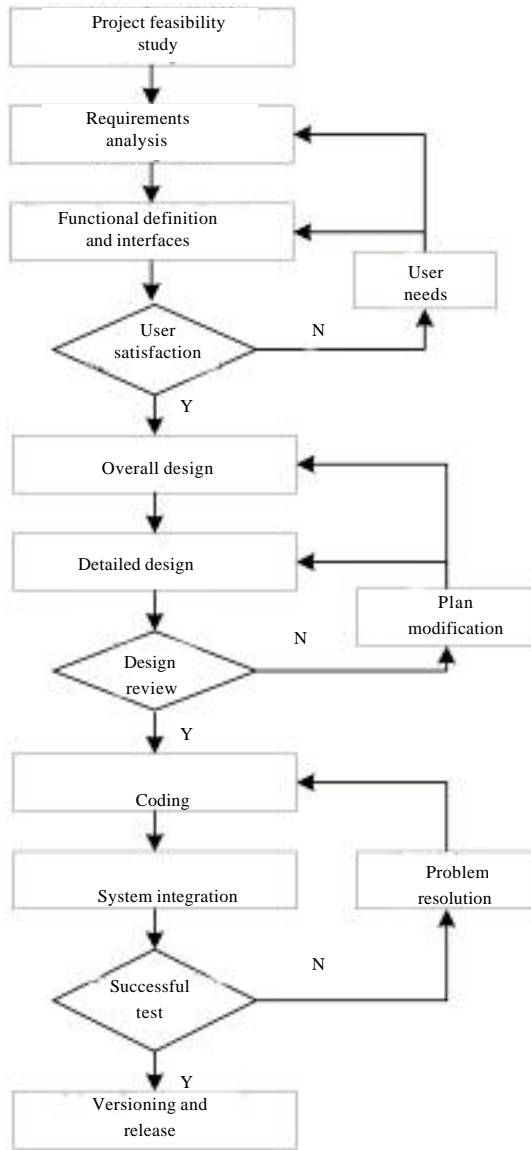 Project feasibility
study
Requirements
analysis
Functional definition
and interfaces
User
needs
User
satisfaction
N
Y
Overall design
Detailed design
Plan
modification
N
Design
review
Y
Coding
Problem
resolution
System integration
N
Successful
test
Y
Versioning and
release